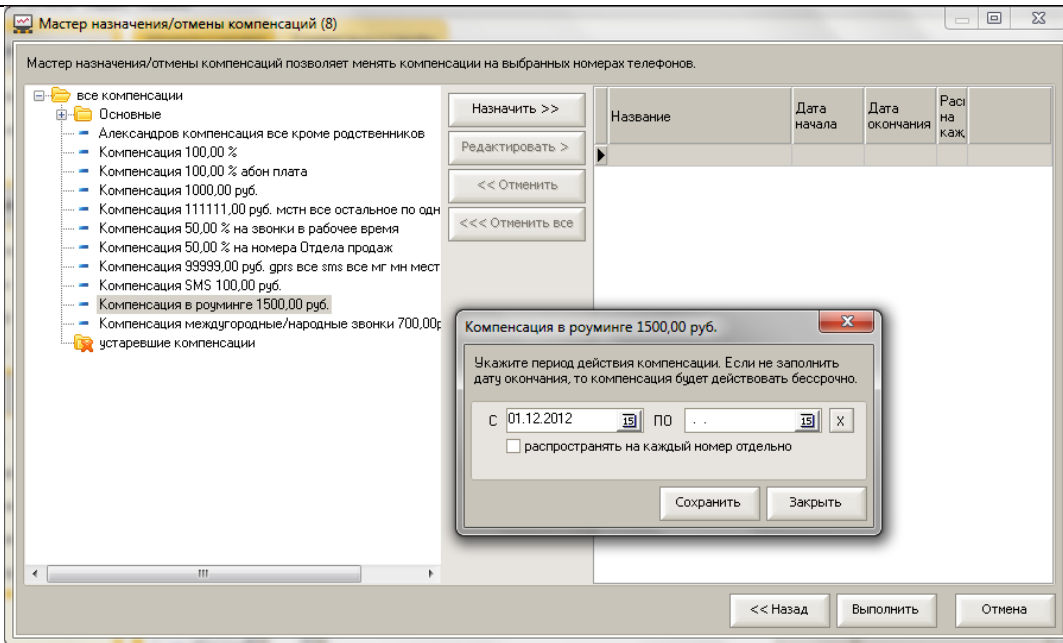 Мастер назначения/отмены компенсаций (8)
Мастер назначения/отмены компенсаций позволяет менять компенсации на выбранных номерах телефонов.
все компенсации
Основные
Александров компенсация все кроме родственников
Компенсация 100,00 %
Компенсация 100,00 % абон плата
Компенсация 1000,00 руб.
Компенсация 111111,00 руб. мстн все остальное по одн
Компенсация 50,00 % на звонки в рабочее время
Компенсация 50,00 % на номера Отдела продаж
Компенсация 99999,00 руб. gprs все sms все мг мн мест
Компенсация SMS 100,00 руб.
Компенсация в роуминге 1500,00 руб.
Компенсация междугородные/народные звонки 700,00р
устаревшие компенсации
Назначить >>
Редактировать >
<< Отменить
<<< Отменить все
Название
Дата
начала
Дата
окончания
Расп
на
кажд
Компенсация в роуминге 1500,00 руб.
Укажите период действия компенсации. Если не заполнить
дату окончания, то компенсация будет действовать бессрочно.
С 01.12.2012 15 ПО . . 15 X
распространять на каждый номер отдельно
Сохранить Закрыть
<< Назад Выполнить Отмена